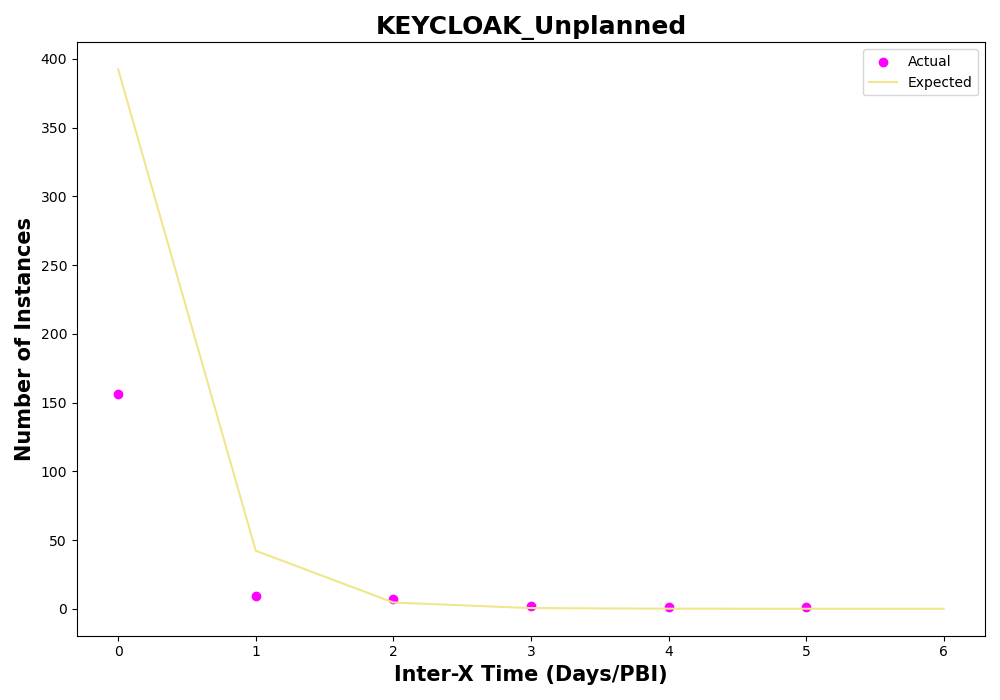 KEYCLOAK_Unplanned
Actual
Expected
400
350
300
250
200
150
100
50
0
Number of Instances
0 1 2 3 4 5 6
Inter-X Time (Days/PBI)